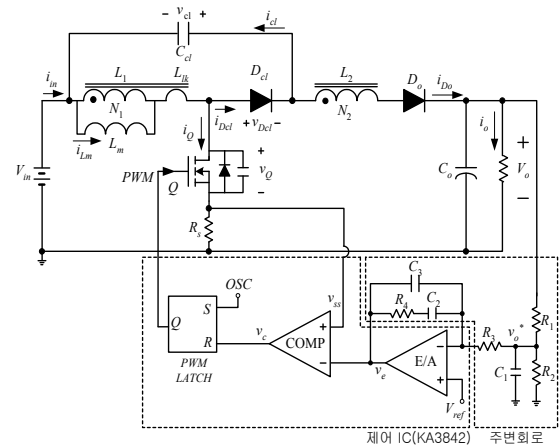 − v_cl +
C_cl
i_cl
i_in
L_1
L_lk
D_cl
L_2
D_o
i_Do
N_1
i_Dcl
+ v_Dcl −
N_2
i_Lm
L_m
i_Q
i_o
V_in
PWM
Q
+
v_Q
−
C_o
+
V_o
−
R_s
C_3
OSC
v_ss
R_4
C_2
S
Q
R
v_c
+
COMP
−
v_e
−
E/A
+
R_3
v_o*
R_1
C_1
R_2
PWM
LATCH
V_ref
제어 IC(KA3842)
주변회로